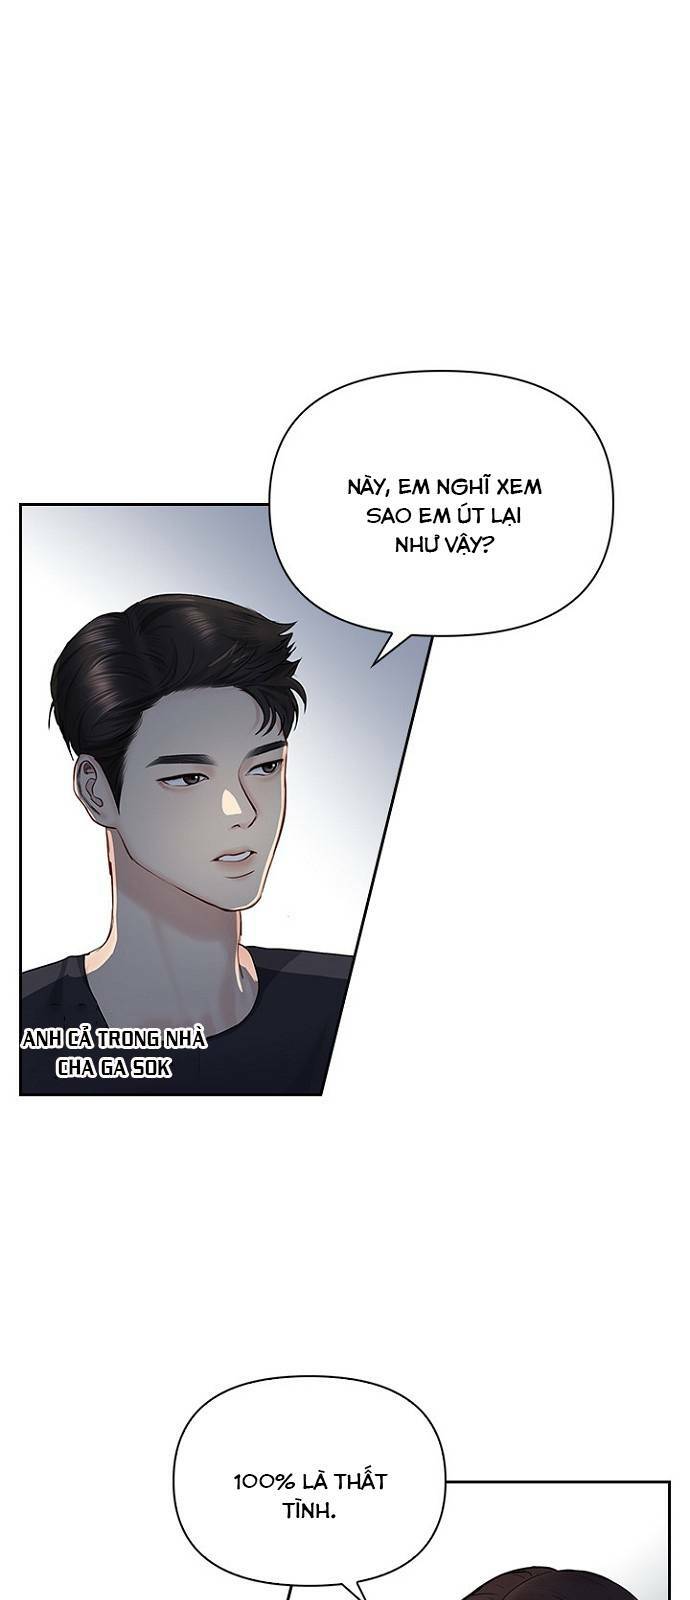 NÀY, EM NGHĨ XEM
SAO EM ÚT LẠI
NHƯ VẬY?
ANH CẢ TRONG NHÀ
CHA GA SOK
100% LÀ THẤT
TÌNH.